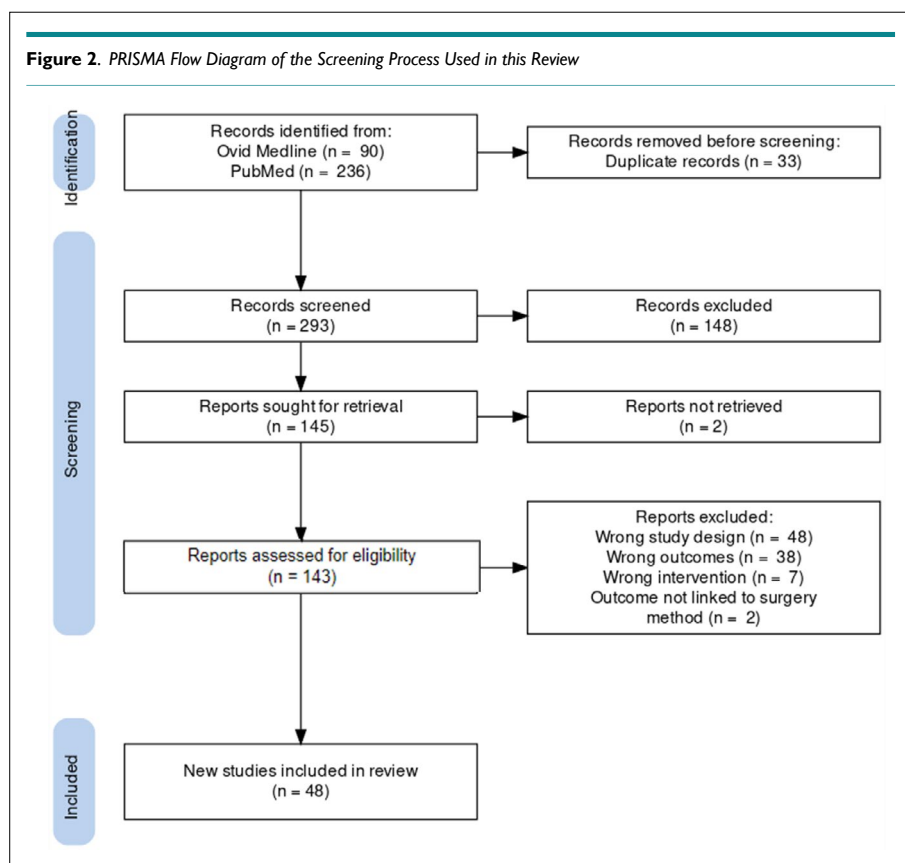 Figure 2. PRISMA Flow Diagram of the Screening Process Used in this Review
Identification
Records identified from:
Ovid Medline (n = 90)
PubMed (n = 236)
Records removed before screening:
Duplicate records (n = 33)
Screening
Records screened
(n = 293)
Records excluded
(n = 148)
Reports sought for retrieval
(n = 145)
Reports not retrieved
(n = 2)
Reports assessed for eligibility
(n = 143)
Reports excluded:
Wrong study design (n = 48)
Wrong outcomes (n = 38)
Wrong intervention (n = 7)
Outcome not linked to surgery
method (n = 2)
Included
New studies included in review
(n = 48)